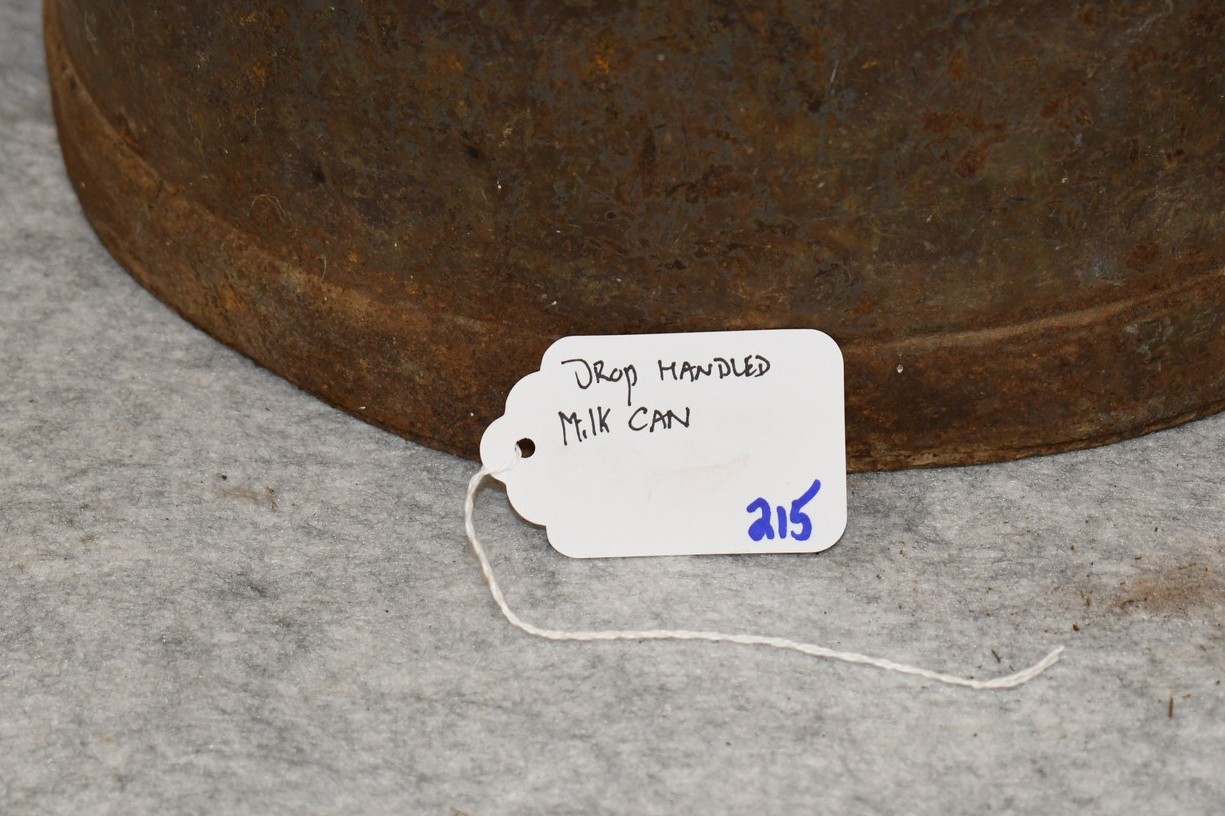 Drop HANDLED
Milk CAN
215